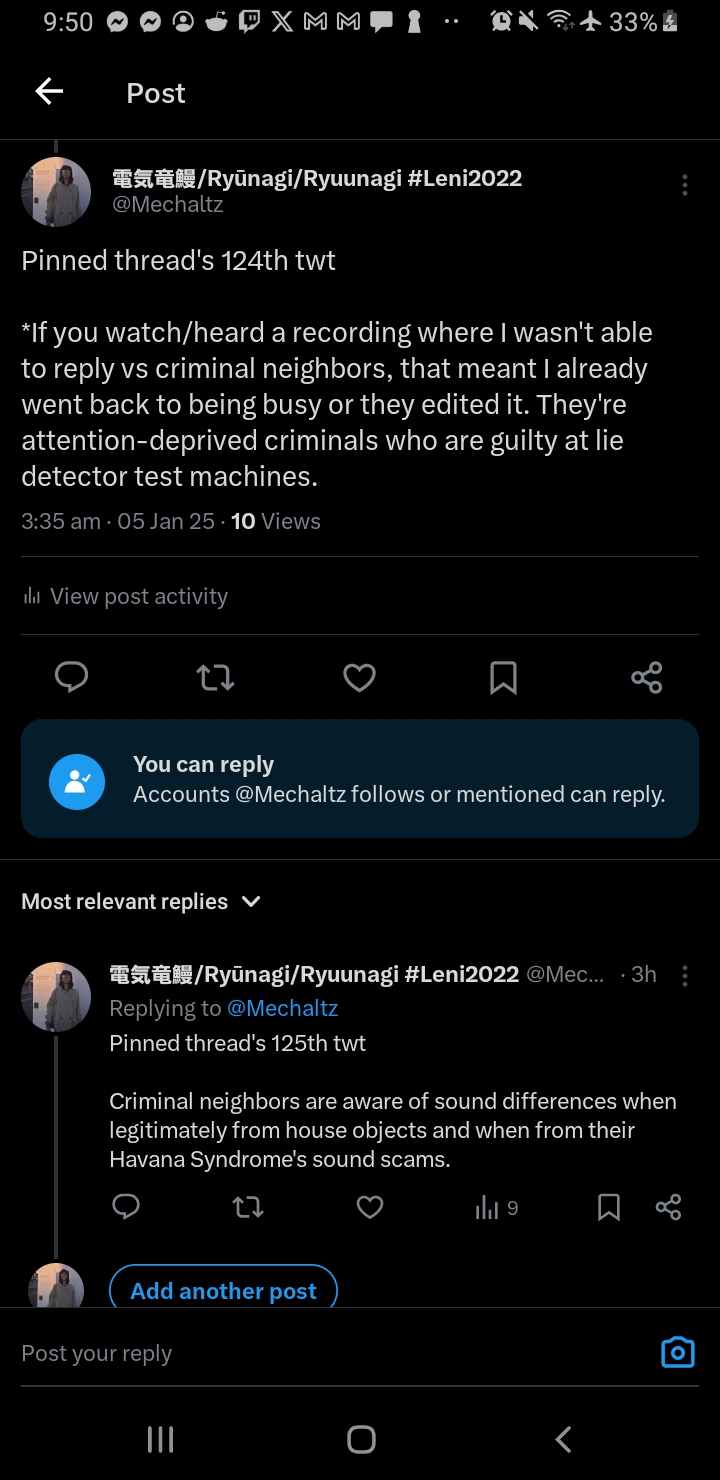 9:50
33%
Post
電気竜鰻/Ryūnagi/Ryuunagi #Leni2022
@Mechaltz
Pinned thread's 124th twt
*If you watch/heard a recording where I wasn't able
to reply vs criminal neighbors, that meant I already
went back to being busy or they edited it. They're
attention-deprived criminals who are guilty at lie
detector test machines.
3:35 am · 05 Jan 25 · 10 Views
View post activity
You can reply
Accounts @Mechaltz follows or mentioned can reply.
Most relevant replies
電気竜鰻/Ryūnagi/Ryuunagi #Leni2022 @Mec... · 3h
Replying to @Mechaltz
Pinned thread's 125th twt
Criminal neighbors are aware of sound differences when
legitimately from house objects and when from their
Havana Syndrome's sound scams.
9
Add another post
Post your reply